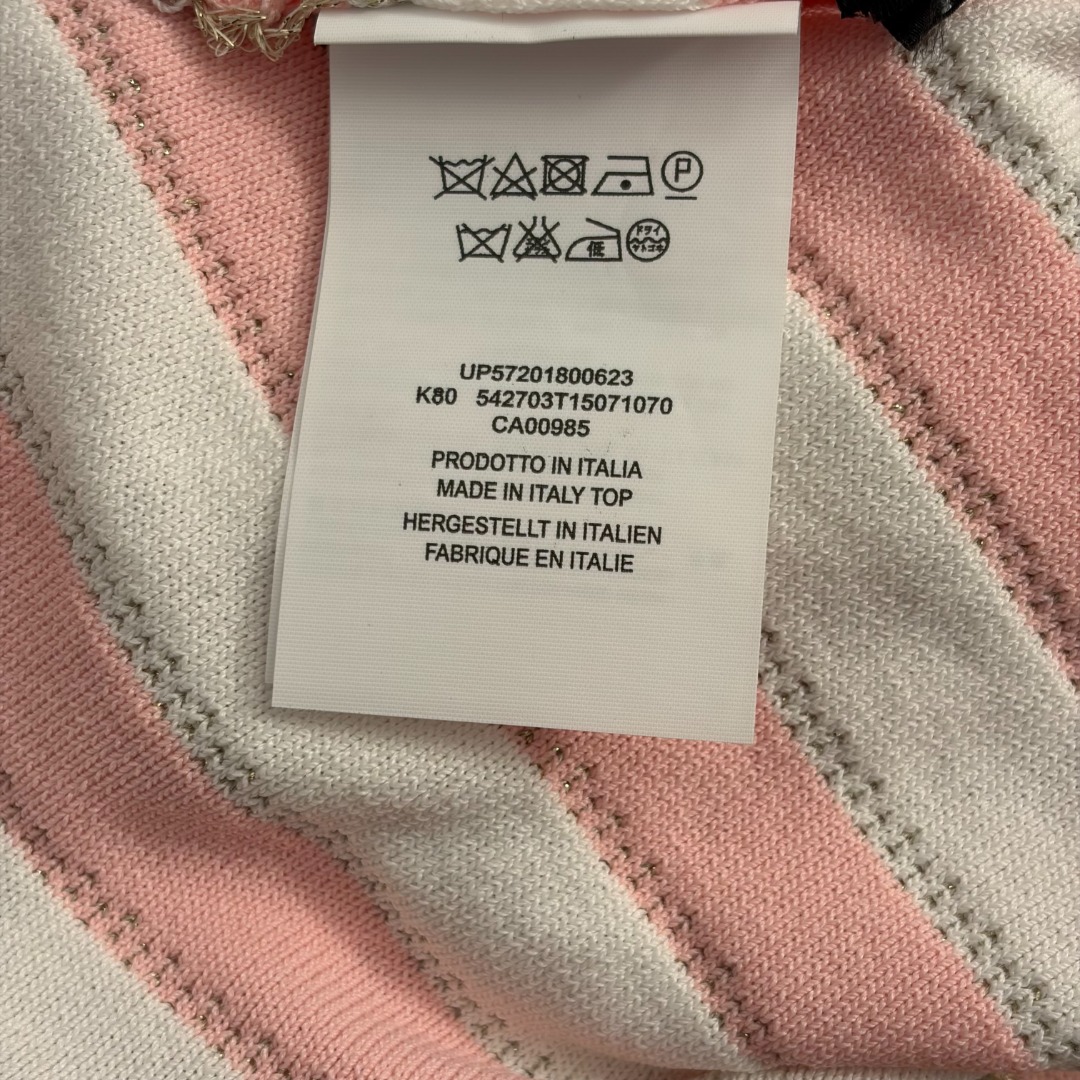 P
ドライ
低
UP57201800623
K80 542703T15071070
CA00985
PRODOTTO IN ITALIA
MADE IN ITALY TOP
HERGESTELLT IN ITALIEN
FABRIQUE EN ITALIE